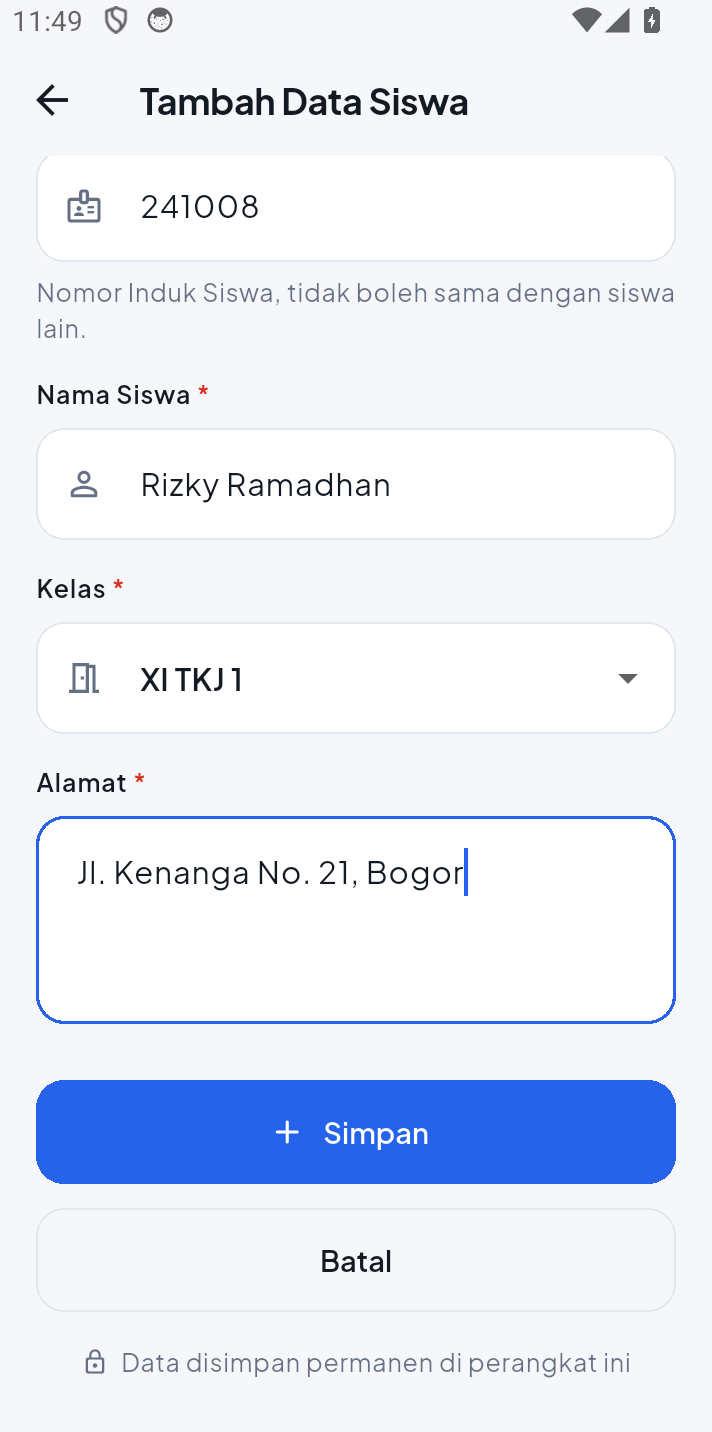 11:49
Tambah Data Siswa
241008
Nomor Induk Siswa, tidak boleh sama dengan siswa
lain.
Nama Siswa *
Rizky Ramadhan
Kelas *
XI TKJ 1
Alamat *
Jl. Kenanga No. 21, Bogor
+ Simpan
Batal
Data disimpan permanen di perangkat ini